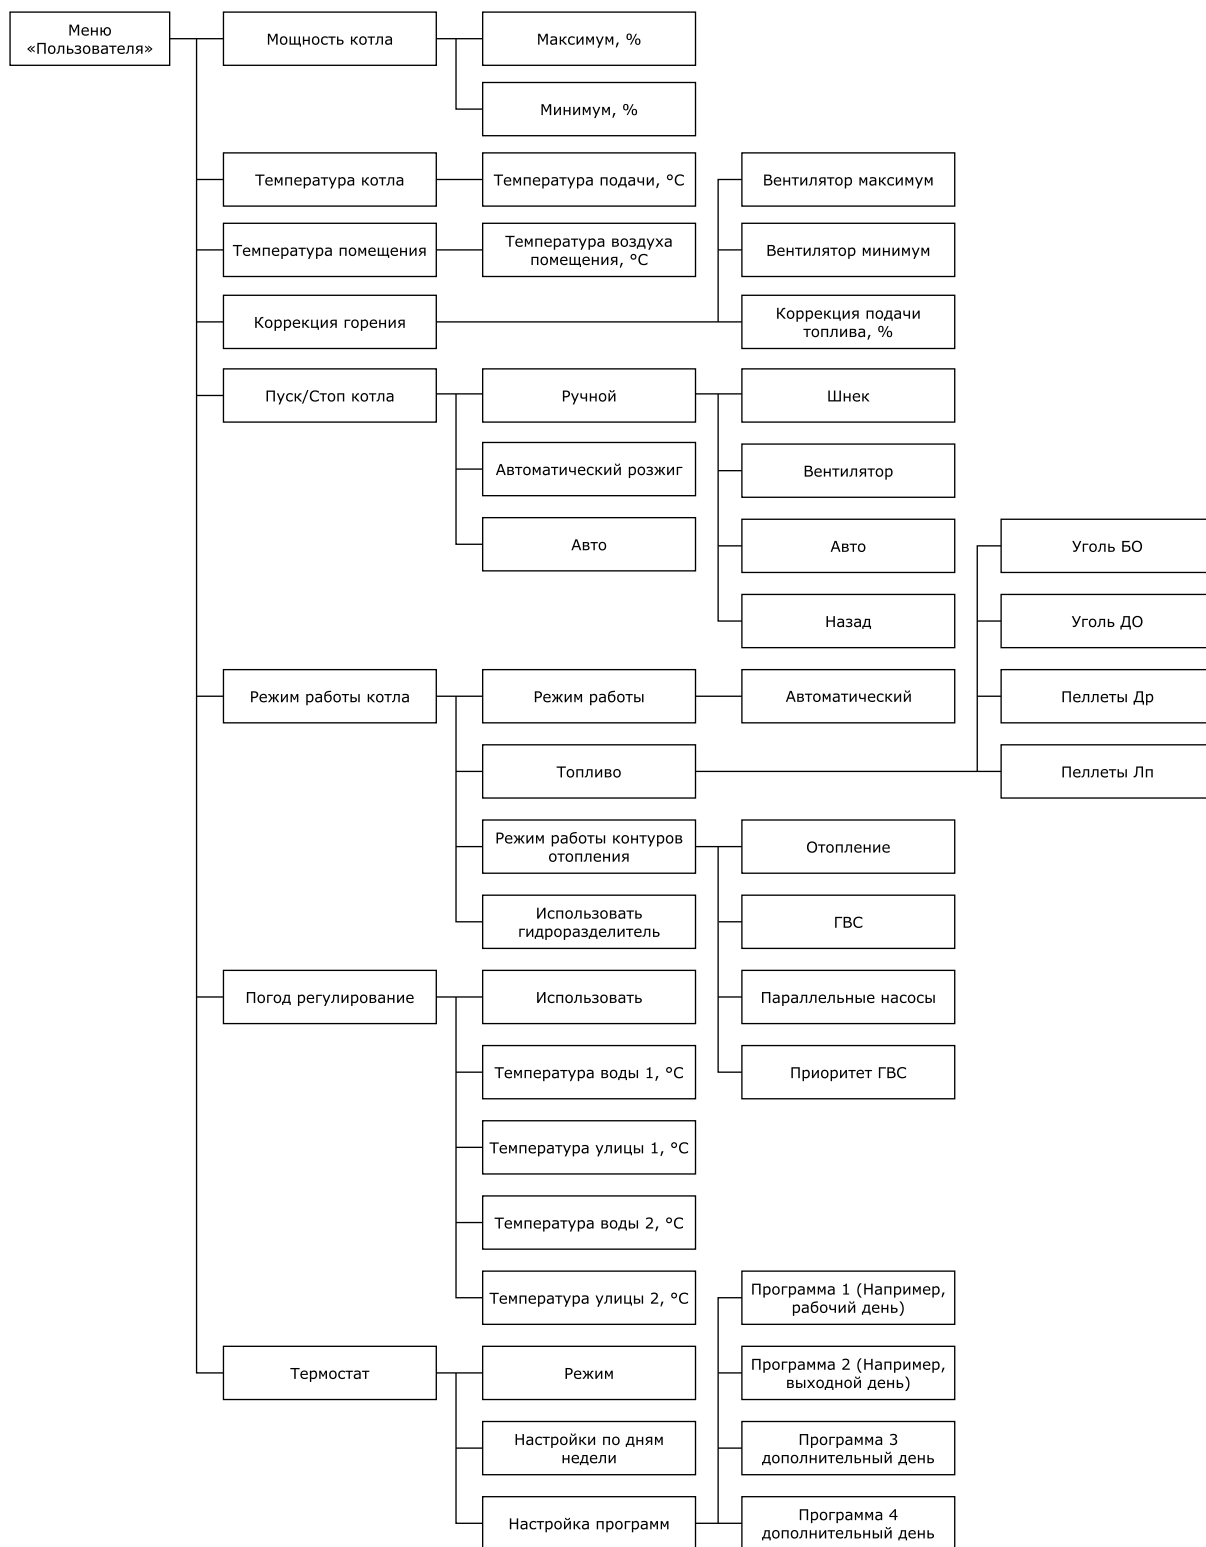 Меню
«Пользователя»
Мощность котла
Максимум, %
Минимум, %
Температура котла
Температура подачи, °C
Вентилятор максимум
Температура помещения
Температура воздуха
помещения, °C
Вентилятор минимум
Коррекция горения
Коррекция подачи
топлива, %
Пуск/Стоп котла
Ручной
Шнек
Автоматический розжиг
Вентилятор
Авто
Авто
Уголь БО
Назад
Уголь ДО
Режим работы котла
Режим работы
Автоматический
Пеллеты Др
Топливо
Пеллеты Лп
Режим работы контуров
отопления
Отопление
Использовать
гидроразделитель
ГВС
Погод регулирование
Использовать
Параллельные насосы
Температура воды 1, °C
Приоритет ГВС
Температура улицы 1, °C
Температура воды 2, °C
Температура улицы 2, °C
Программа 1 (Например,
рабочий день)
Термостат
Режим
Программа 2 (Например,
выходной день)
Настройки по дням
недели
Программа 3
дополнительный день
Настройка программ
Программа 4
дополнительный день